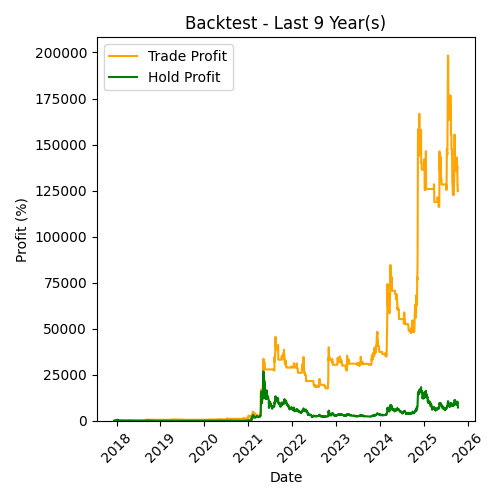 Backtest - Last 9 Year(s)
Trade Profit
Hold Profit
200000
175000
150000
125000
100000
75000
50000
25000
0
Profit (%)
2018 2019 2020 2021 2022 2023 2024 2025 2026
Date